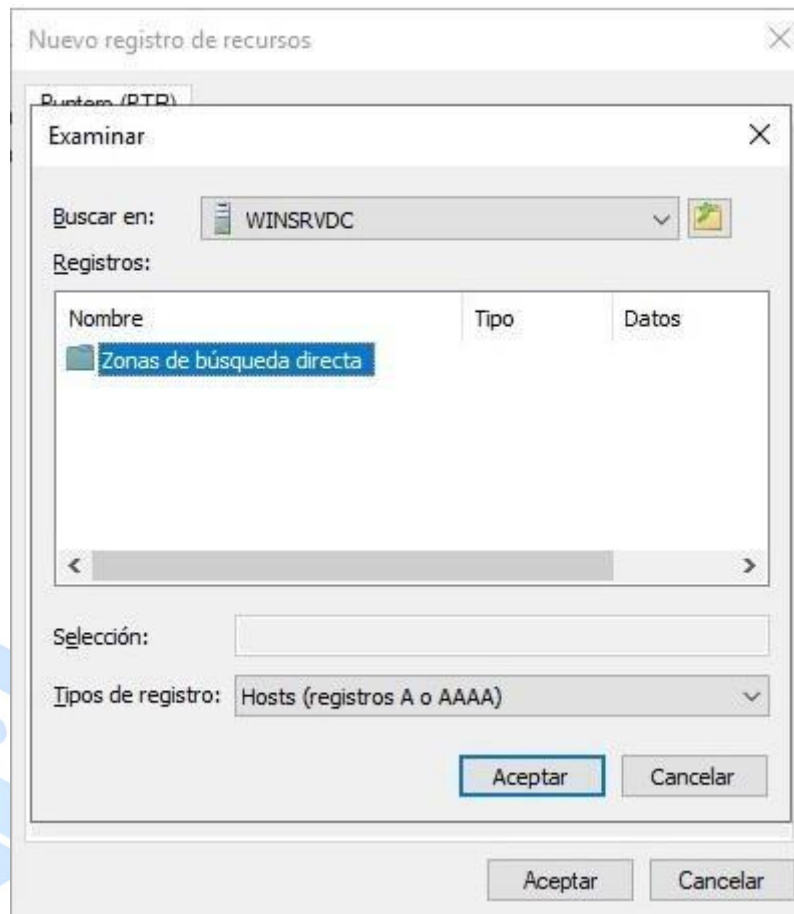 Nuevo registro de recursos
Puntero (PTR)
Examinar
Buscar en: WINSRVDC
Registros:
Nombre Tipo Datos
Zonas de búsqueda directa
Selección:
Tipos de registro: Hosts (registros A o AAAA)
Aceptar Cancelar
Aceptar Cancelar